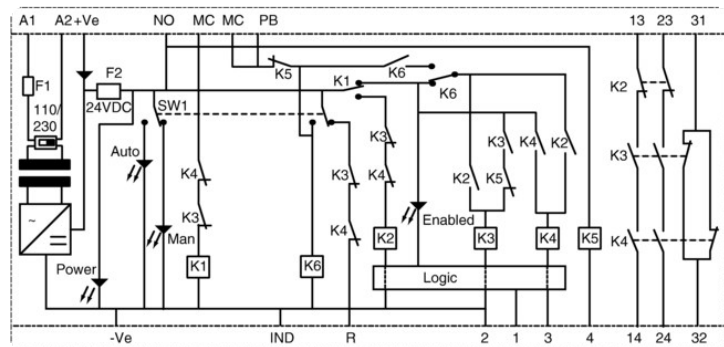 A1 A2 +Ve NO MC MC PB 13 23 31
K5 K6
F1 F2 K1 K6 K2
24VDC
110/
230
SW1
K3 K3 K4 K2
Auto
K4 K3 K4 K2 K5 K3
K3 K4 Enabled
Man K4
K1 K6 K2 K3 K4 K5
Power Logic
-Ve IND R 2 1 3 4 14 24 32